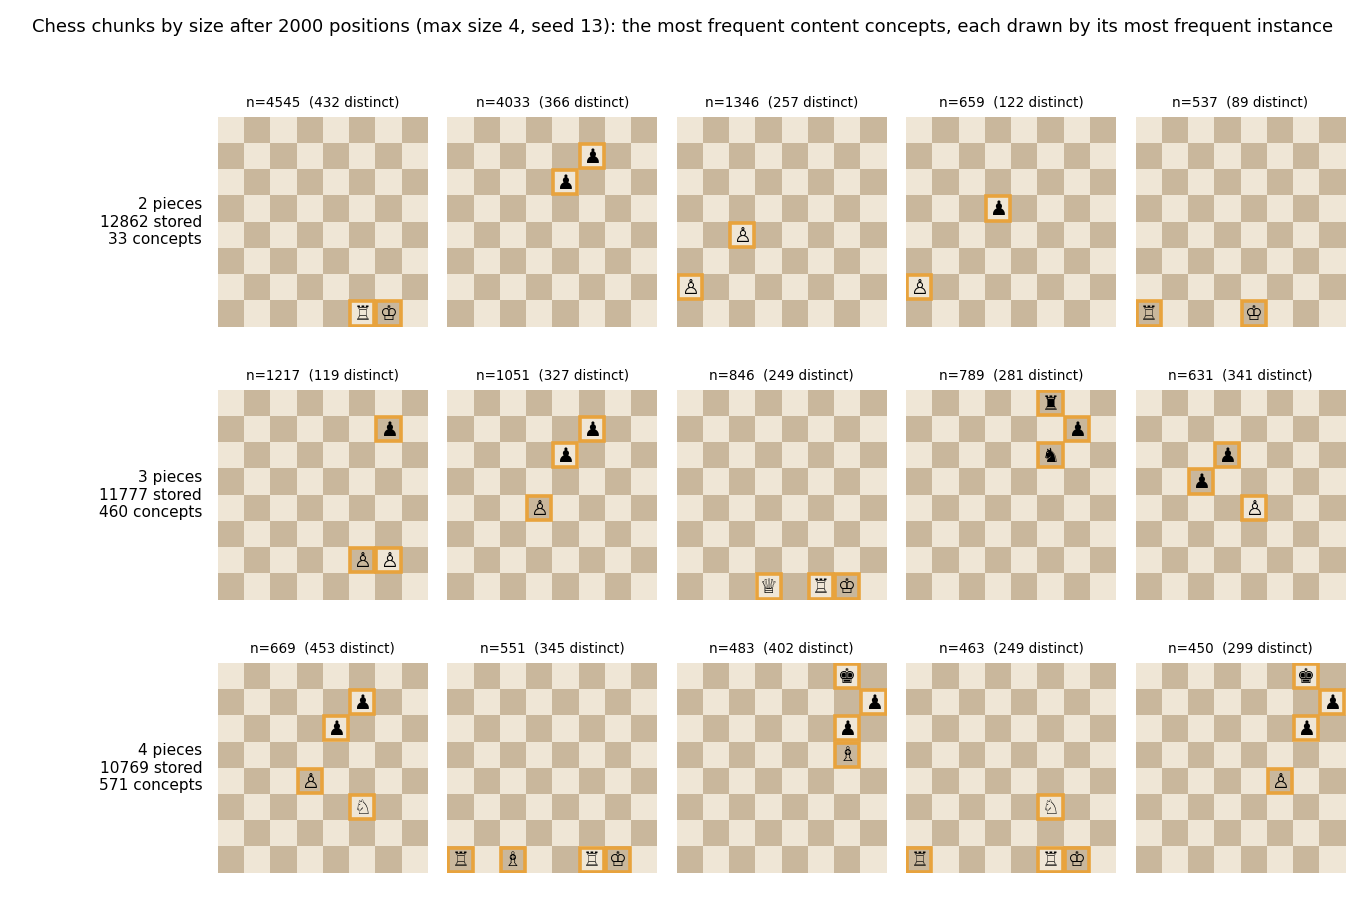 Chess chunks by size after 2000 positions (max size 4, seed 13): the most frequent content concepts, each drawn by its most frequent instance
n=4545  (432 distinct)
n=4033  (366 distinct)
n=1346  (257 distinct)
n=659  (122 distinct)
n=537  (89 distinct)
2 pieces
12862 stored
33 concepts
n=1217  (119 distinct)
n=1051  (327 distinct)
n=846  (249 distinct)
n=789  (281 distinct)
n=631  (341 distinct)
3 pieces
11777 stored
460 concepts
n=669  (453 distinct)
n=551  (345 distinct)
n=483  (402 distinct)
n=463  (249 distinct)
n=450  (299 distinct)
4 pieces
10769 stored
571 concepts